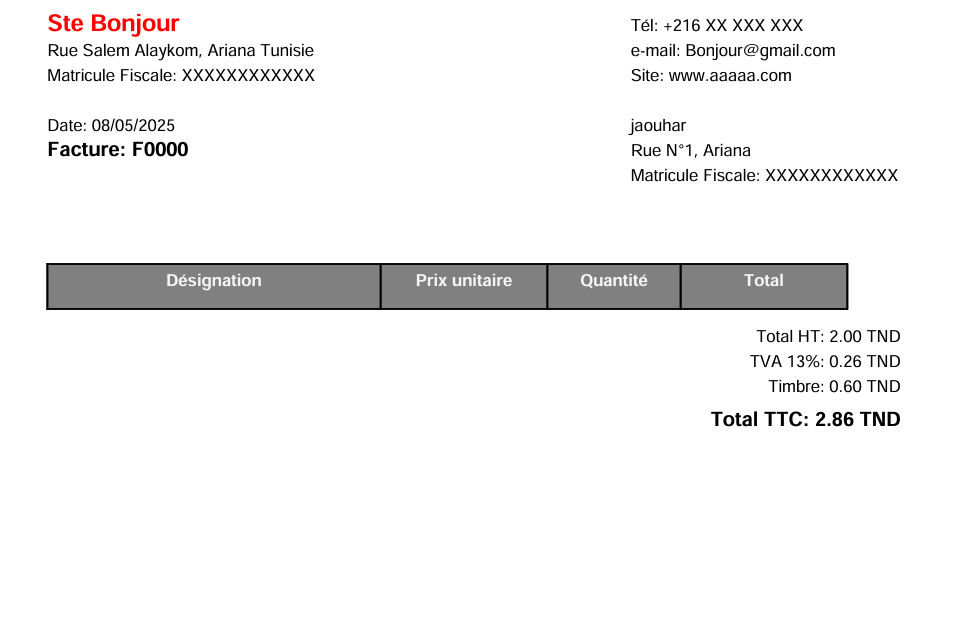 Ste Bonjour
Rue Salem Alaykom, Ariana Tunisie
Matricule Fiscale: XXXXXXXXXXXX
Tél: +216 XX XXX XXX
e-mail: Bonjour@gmail.com
Site: www.aaaaa.com
Date: 08/05/2025
Facture: F0000
jaouhar
Rue N°1, Ariana
Matricule Fiscale: XXXXXXXXXXXX
Désignation Prix unitaire Quantité Total
Total HT: 2.00 TND
TVA 13%: 0.26 TND
Timbre: 0.60 TND
Total TTC: 2.86 TND